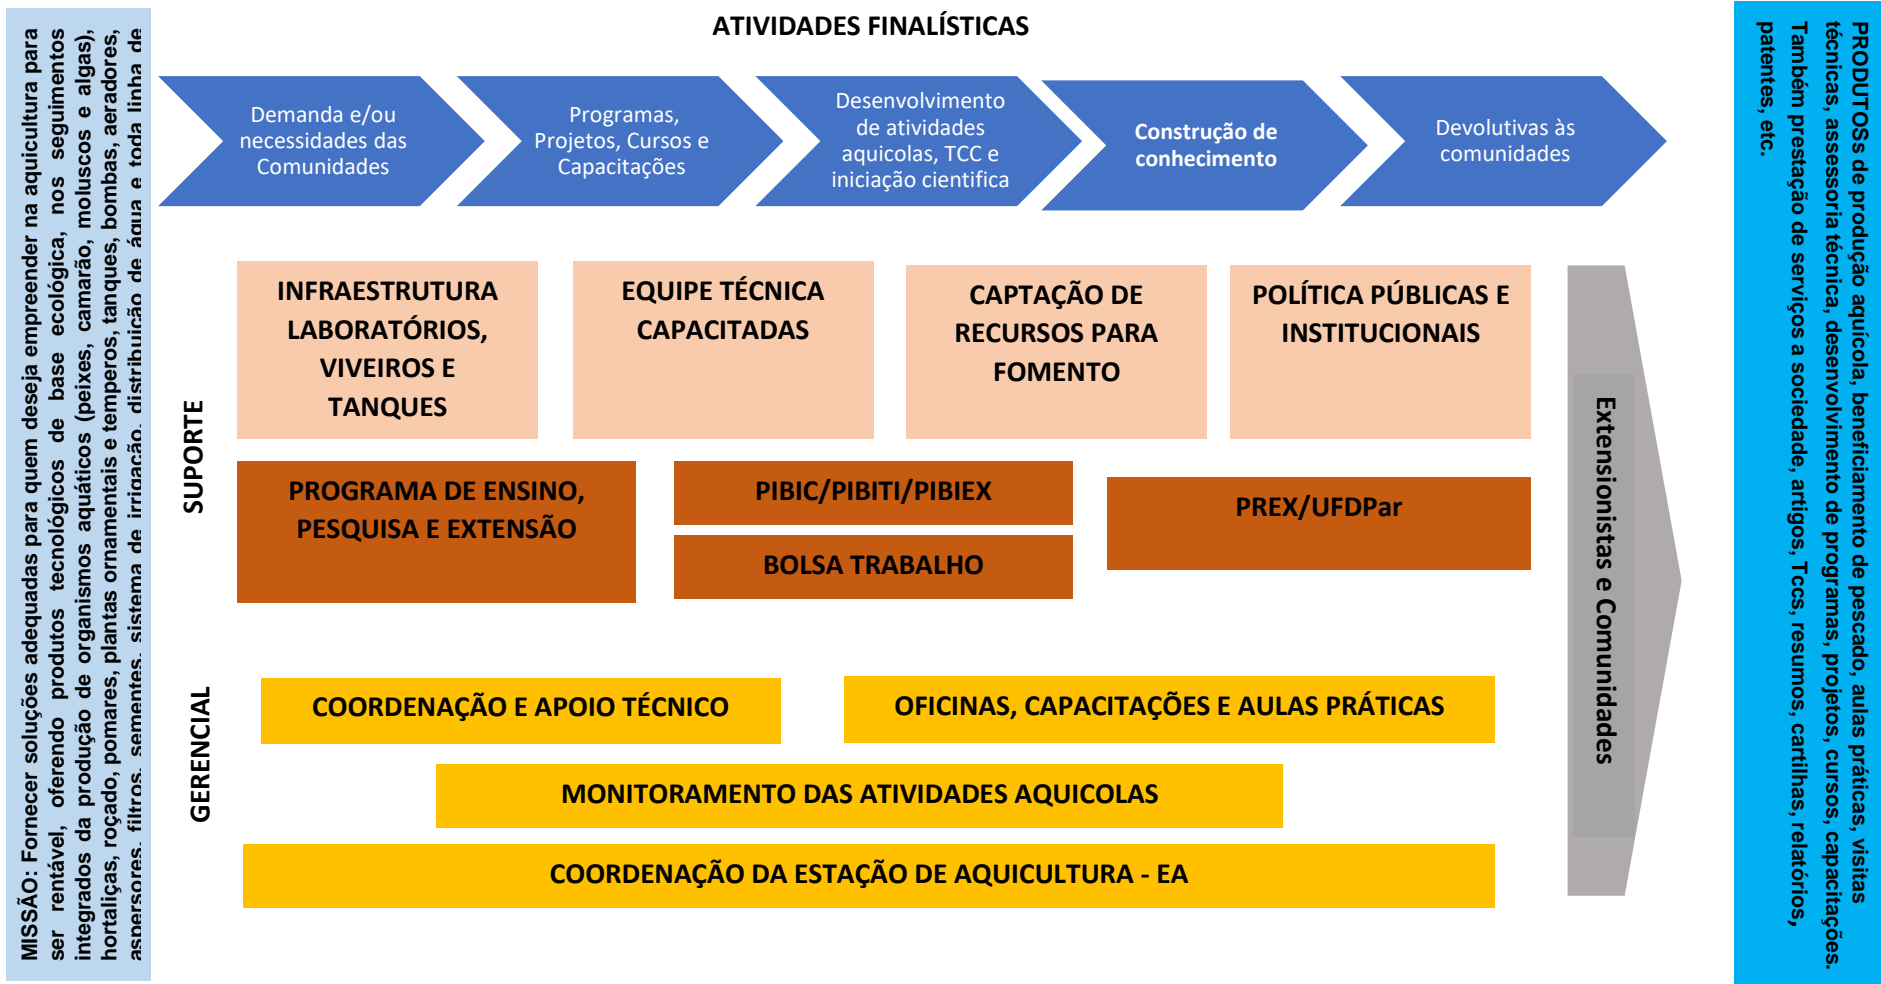 ATIVIDADES FINALÍSTICAS
MISSÃO: Fornecer soluções adequadas para quem deseja empreender na aquicultura para
ser rentável, oferendo produtos tecnológicos de base ecológica, nos seguimentos
integrados da produção de organismos aquáticos (peixes, camarão, moluscos e algas),
hortaliças, roçado, pomares, plantas ornamentais e temperos, tanques, bombas, aeradores,
aspersores, filtros, sementes, sistema de irrigação, distribuição de água e toda linha de
Demanda e/ou
necessidades das
Comunidades
Programas,
Projetos, Cursos e
Capacitações
Desenvolvimento
de atividades
aquicolas, TCC e
iniciação cientifica
Construção de
conhecimento
Devolutivas às
comunidades
SUPORTE
INFRAESTRUTURA
LABORATÓRIOS,
VIVEIROS E
TANQUES
EQUIPE TÉCNICA
CAPACITADAS
CAPTAÇÃO DE
RECURSOS PARA
FOMENTO
POLÍTICA PÚBLICAS E
INSTITUCIONAIS
PROGRAMA DE ENSINO,
PESQUISA E EXTENSÃO
PIBIC/PIBITI/PIBIEX
BOLSA TRABALHO
PREX/UFDPar
GERENCIAL
COORDENAÇÃO E APOIO TÉCNICO
OFICINAS, CAPACITAÇÕES E AULAS PRÁTICAS
MONITORAMENTO DAS ATIVIDADES AQUICOLAS
COORDENAÇÃO DA ESTAÇÃO DE AQUICULTURA - EA
Extensionistas e Comunidades
PRODUTOSs de produção aquícola, beneficiamento de pescado, aulas práticas, visitas
técnicas, assessoria técnica, desenvolvimento de programas, projetos, cursos, capacitações.
Também prestação de serviços a sociedade, artigos, Tccs, resumos, cartilhas, relatórios,
patentes, etc.